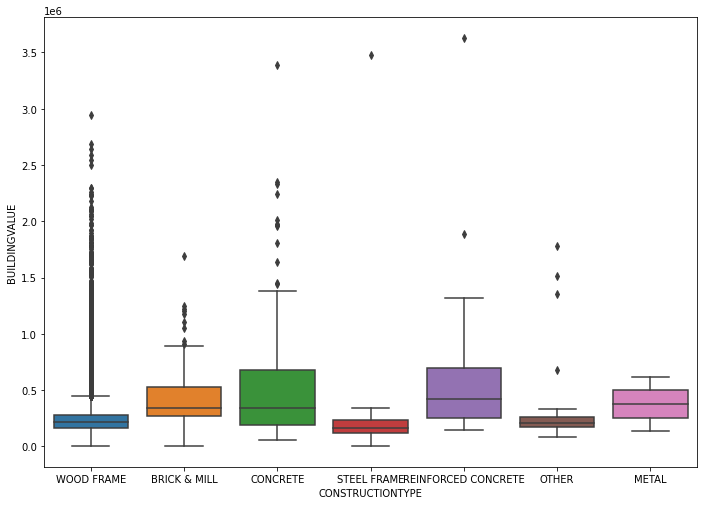 1e6
3.5
3.0
2.5
2.0
1.5
1.0
0.5
0.0
BUILDINGVALUE
WOOD FRAME BRICK & MILL CONCRETE STEEL FRAME REINFORCED CONCRETE OTHER METAL
CONSTRUCTIONTYPE